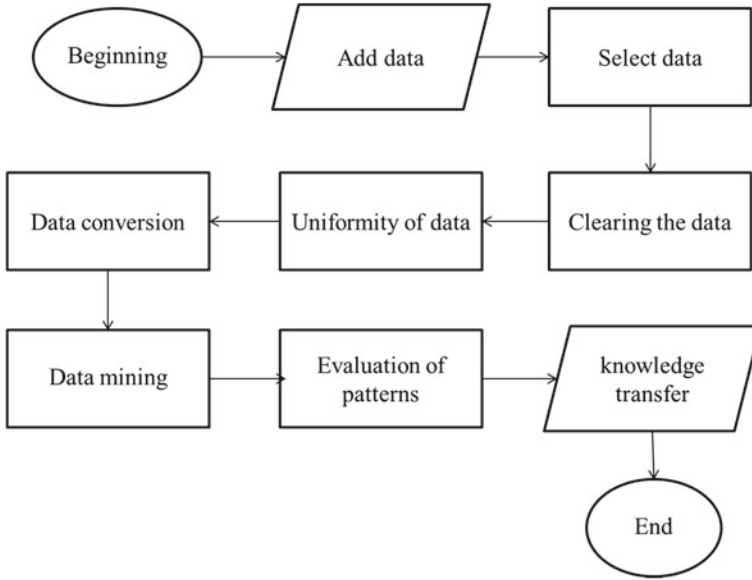 Beginning
Add data
Select data
Clearing the data
Uniformity of data
Data conversion
Data mining
Evaluation of
patterns
knowledge
transfer
End